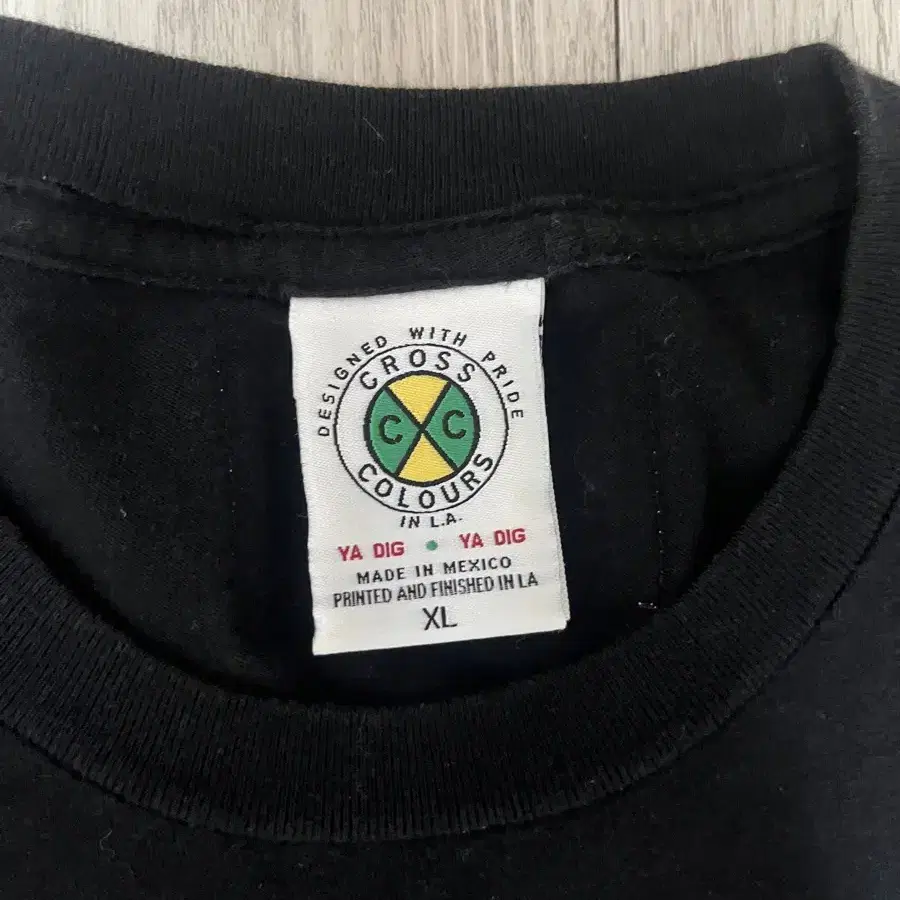 DESIGNED WITH PRIDE
CROSS
C C
COLOURS
IN L.A.
YA DIG • YA DIG
MADE IN MEXICO
PRINTED AND FINISHED IN LA
XL